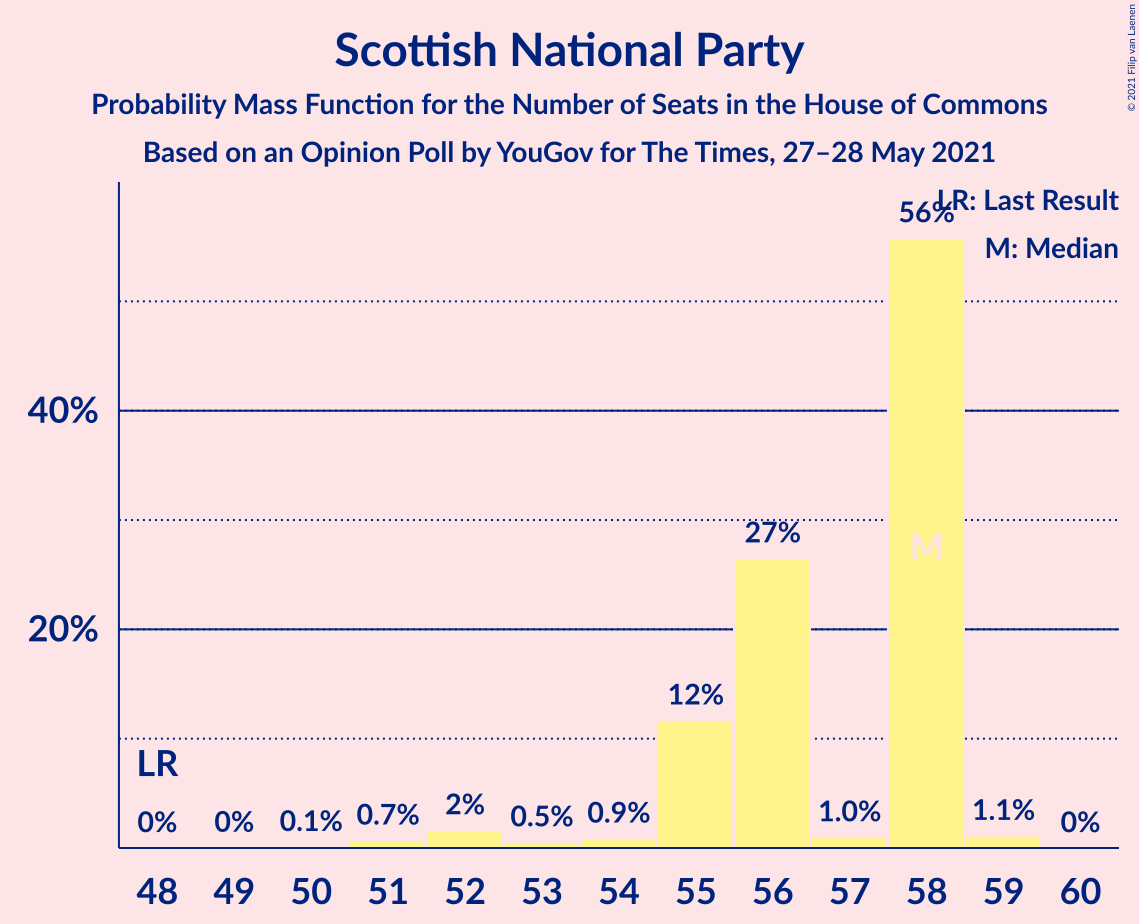 Scottish National Party
Probability Mass Function for the Number of Seats in the House of Commons
Based on an Opinion Poll by YouGov for The Times, 27–28 May 2021
© 2021 Filip van Laenen
LR: Last Result
M: Median
56%
40%
27%
M
20%
12%
LR
0%
0%
0.1%
0.7%
2%
0.5%
0.9%
1.0%
1.1%
0%
48 49 50 51 52 53 54 55 56 57 58 59 60